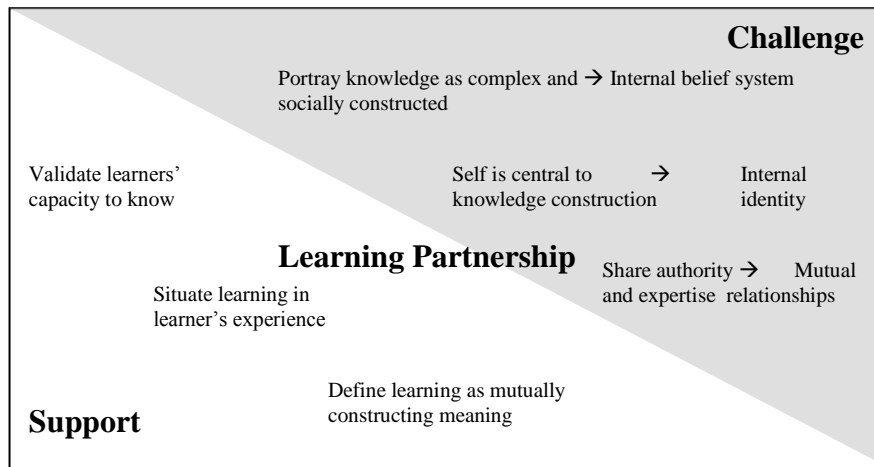 Challenge
Portray knowledge as complex and → Internal belief system
socially constructed
Validate learners' 
capacity to know
Self is central to → Internal
knowledge construction identity
Learning Partnership
Share authority → Mutual
and expertise relationships
Situate learning in
learner's experience
Define learning as mutually
constructing meaning
Support